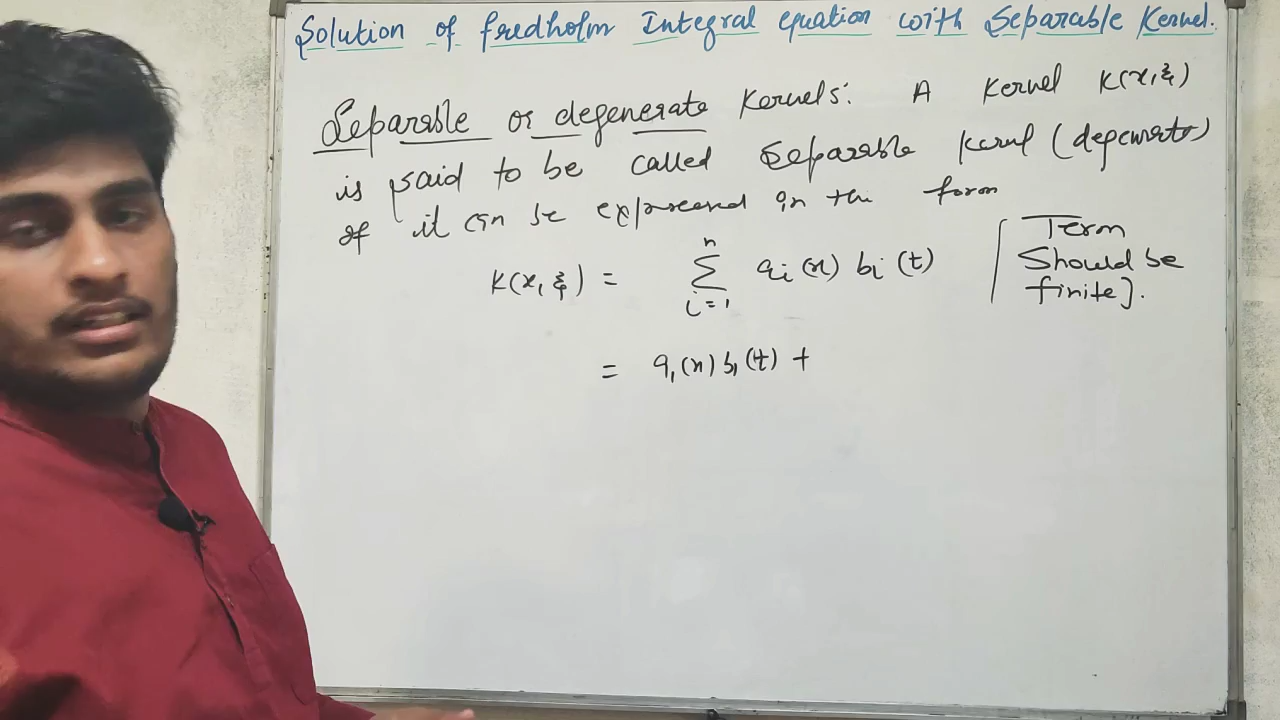 Solution of fredholm Integral equation with Separable Kernel.
Separable or degenerate Kernels: A Kernel K(x,ξ)
is said to be called Separable Kernel (degenerate)
if it can be expressed in the form
K(x, ξ) = n Σ i=1 ai(x) bi(t) [Term
Should be
finite].
= a1(x) b1(t) +